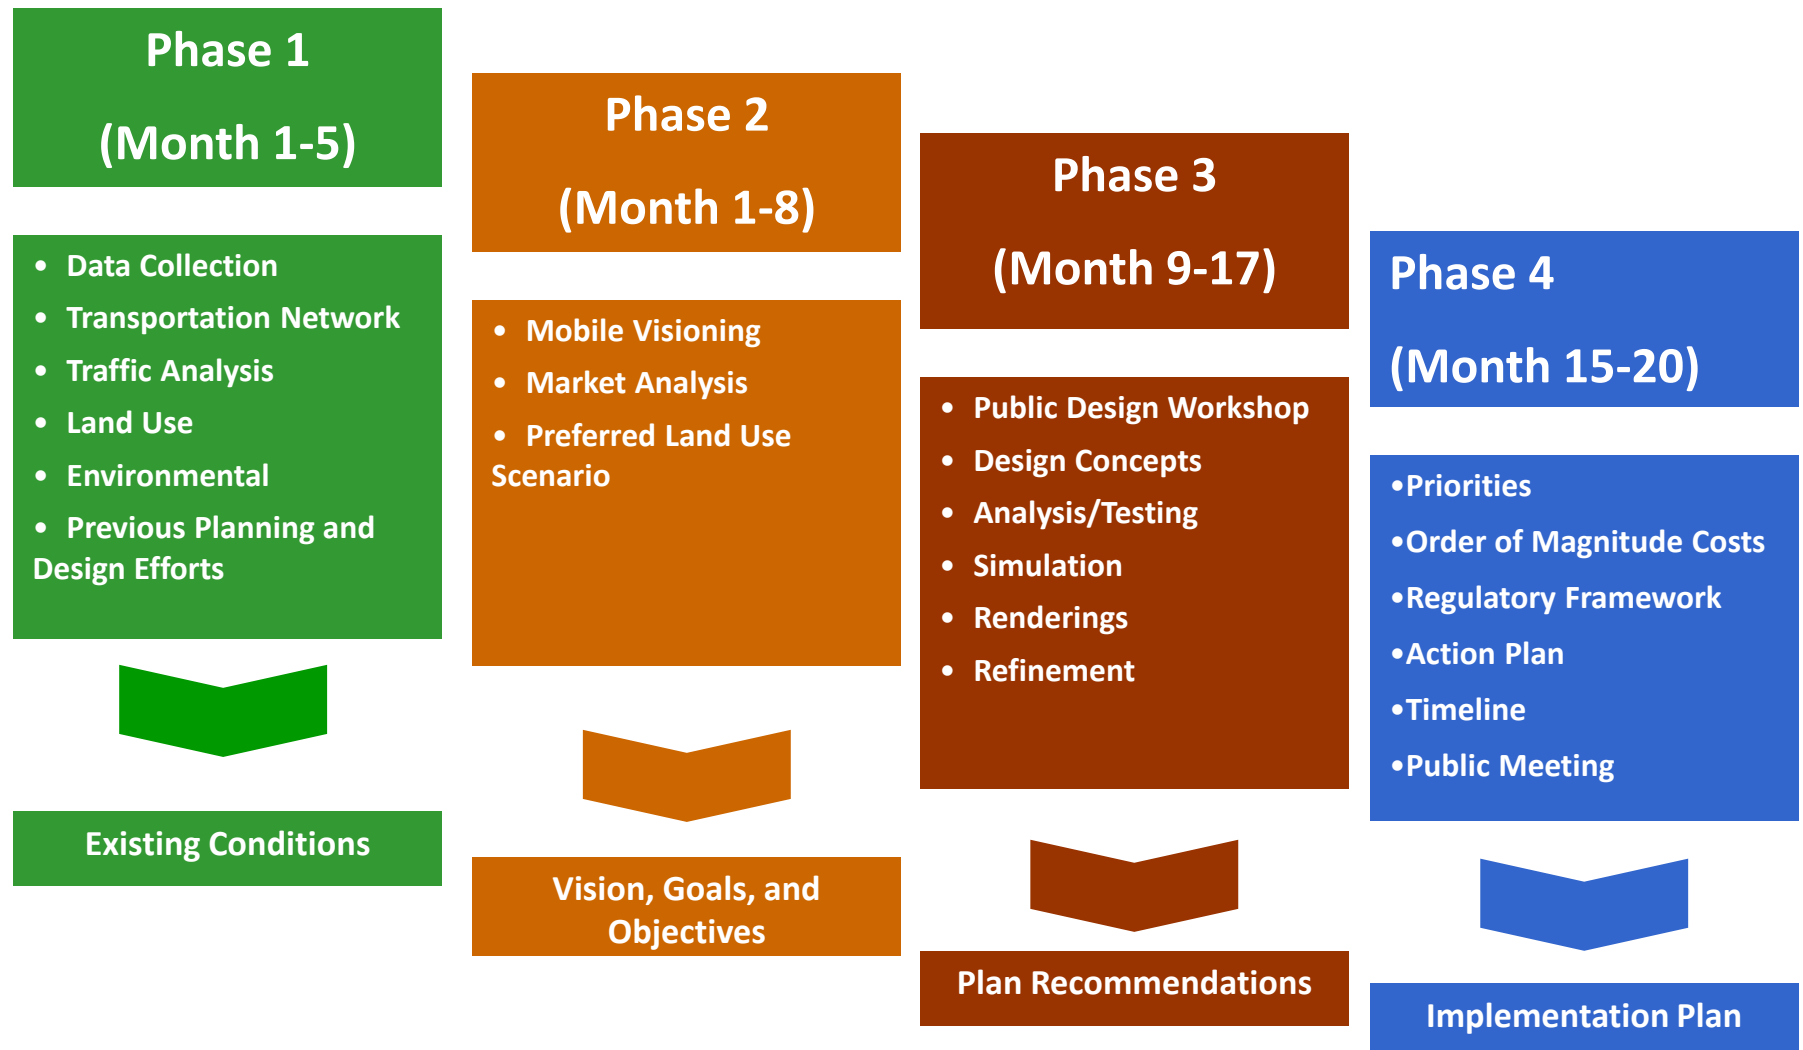 Phase 1
(Month 1-5)
• Data Collection
• Transportation Network
• Traffic Analysis
• Land Use
• Environmental
• Previous Planning and
Design Efforts
Existing Conditions
Phase 2
(Month 1-8)
• Mobile Visioning
• Market Analysis
• Preferred Land Use
Scenario
Vision, Goals, and
Objectives
Phase 3
(Month 9-17)
• Public Design Workshop
• Design Concepts
• Analysis/Testing
• Simulation
• Renderings
• Refinement
Plan Recommendations
Phase 4
(Month 15-20)
•Priorities
•Order of Magnitude Costs
•Regulatory Framework
•Action Plan
•Timeline
•Public Meeting
Implementation Plan